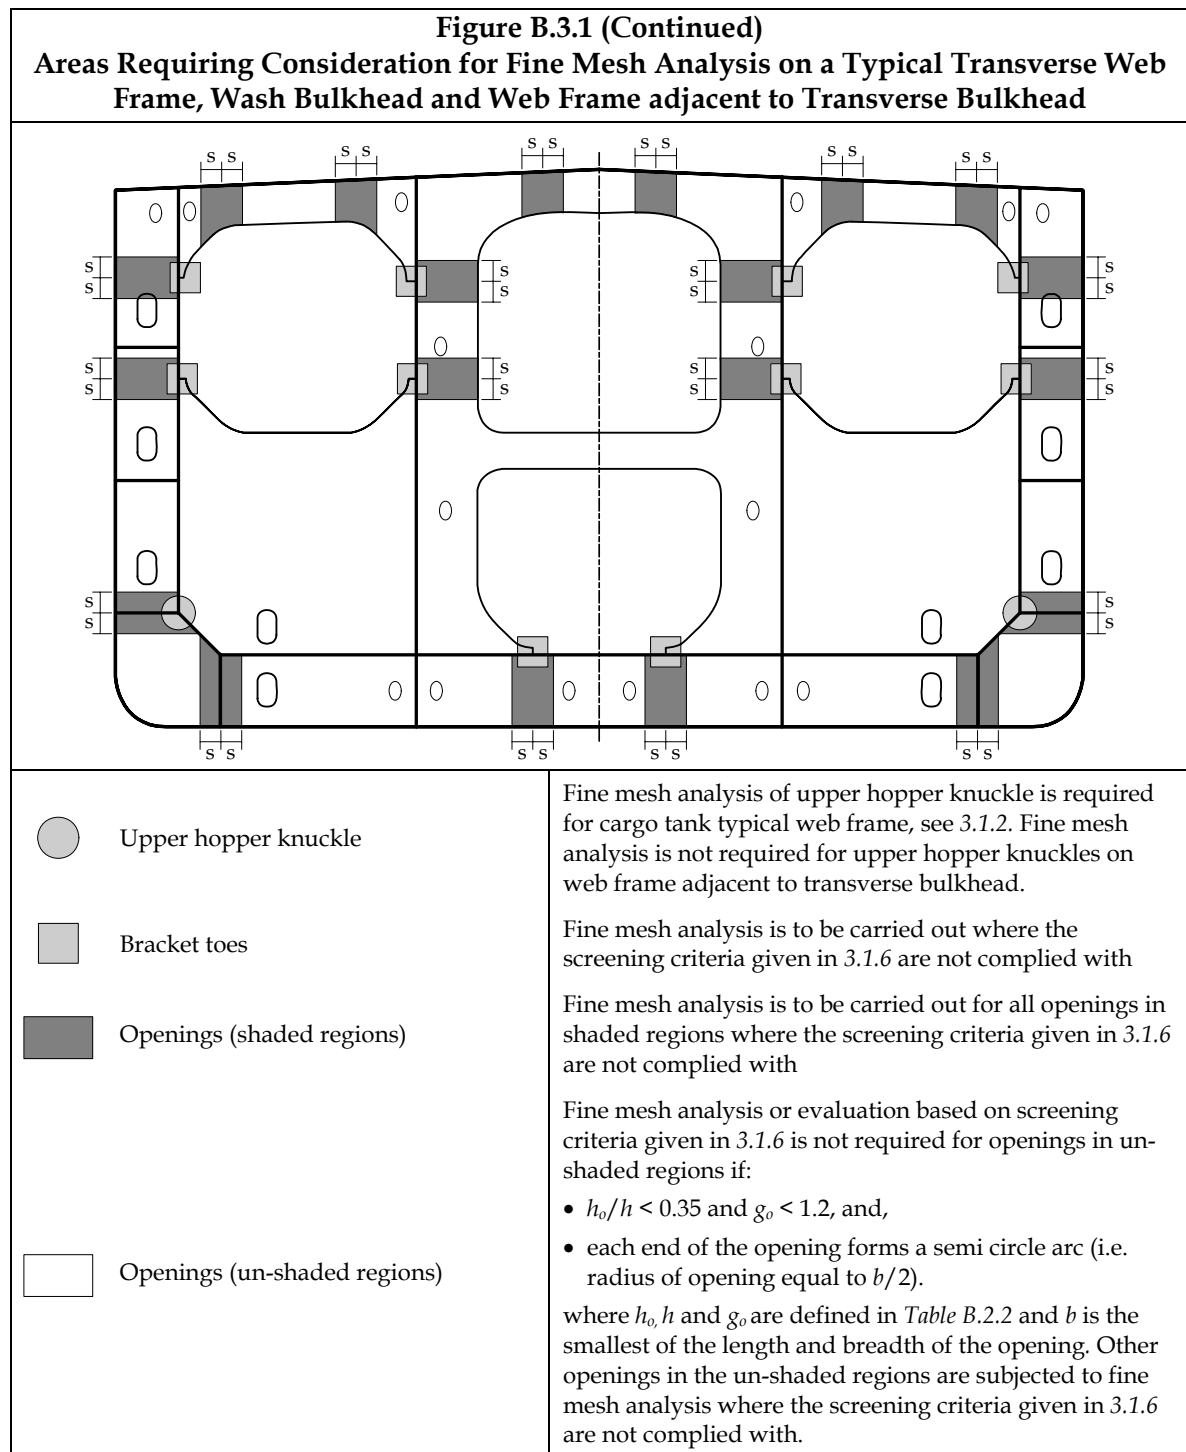 Figure B.3.1 (Continued)
Areas Requiring Consideration for Fine Mesh Analysis on a Typical Transverse Web
Frame, Wash Bulkhead and Web Frame adjacent to Transverse Bulkhead
s s s s s s s s s s s s
s s s s
s s s s
s s s s
s s s s
s s
s s
s s s s s s s s
Upper hopper knuckle
Fine mesh analysis of upper hopper knuckle is required
for cargo tank typical web frame, see 3.1.2. Fine mesh
analysis is not required for upper hopper knuckles on
web frame adjacent to transverse bulkhead.
Bracket toes
Fine mesh analysis is to be carried out where the
screening criteria given in 3.1.6 are not complied with
Openings (shaded regions)
Fine mesh analysis is to be carried out for all openings in
shaded regions where the screening criteria given in 3.1.6
are not complied with
Openings (un-shaded regions)
Fine mesh analysis or evaluation based on screening
criteria given in 3.1.6 is not required for openings in un-
shaded regions if:
• ho/h < 0.35 and go < 1.2, and,
• each end of the opening forms a semi circle arc (i.e.
radius of opening equal to b/2).
where ho, h and go are defined in Table B.2.2 and b is the
smallest of the length and breadth of the opening. Other
openings in the un-shaded regions are subjected to fine
mesh analysis where the screening criteria given in 3.1.6
are not complied with.